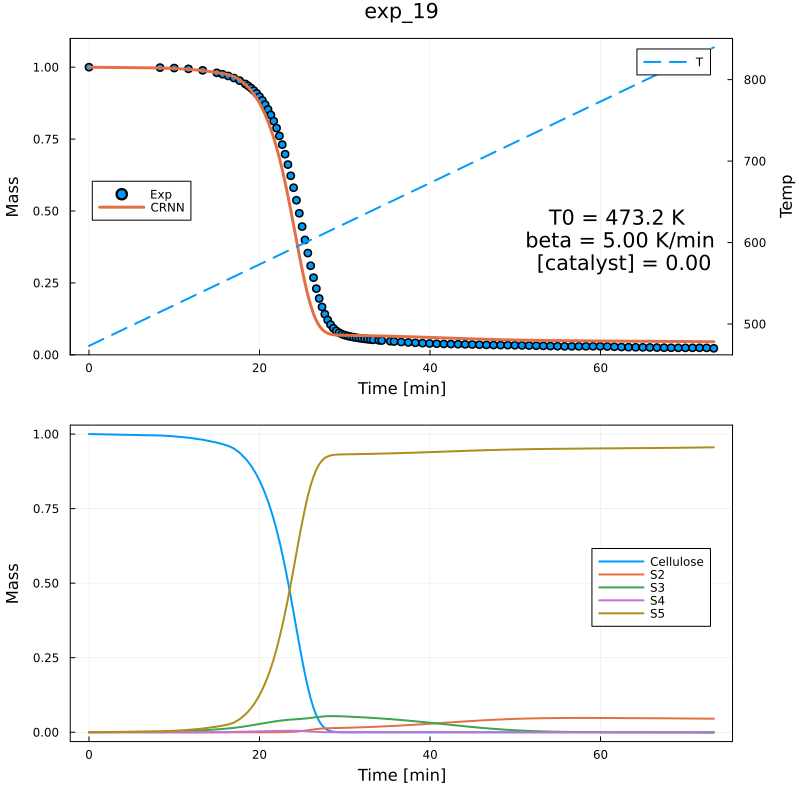 exp_19
1.00
0.75
0.50
0.25
0.00
Mass
800
700
600
500
Temp
T
Exp
CRNN
T0 = 473.2 K
beta = 5.00 K/min
[catalyst] = 0.00
0
20
40
60
Time [min]
1.00
0.75
0.50
0.25
0.00
Mass
Cellulose
S2
S3
S4
S5
0
20
40
60
Time [min]